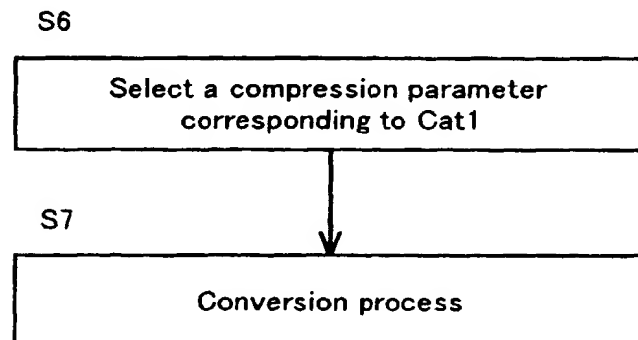 S6
Select a compression parameter
corresponding to Cat1
S7
Conversion process